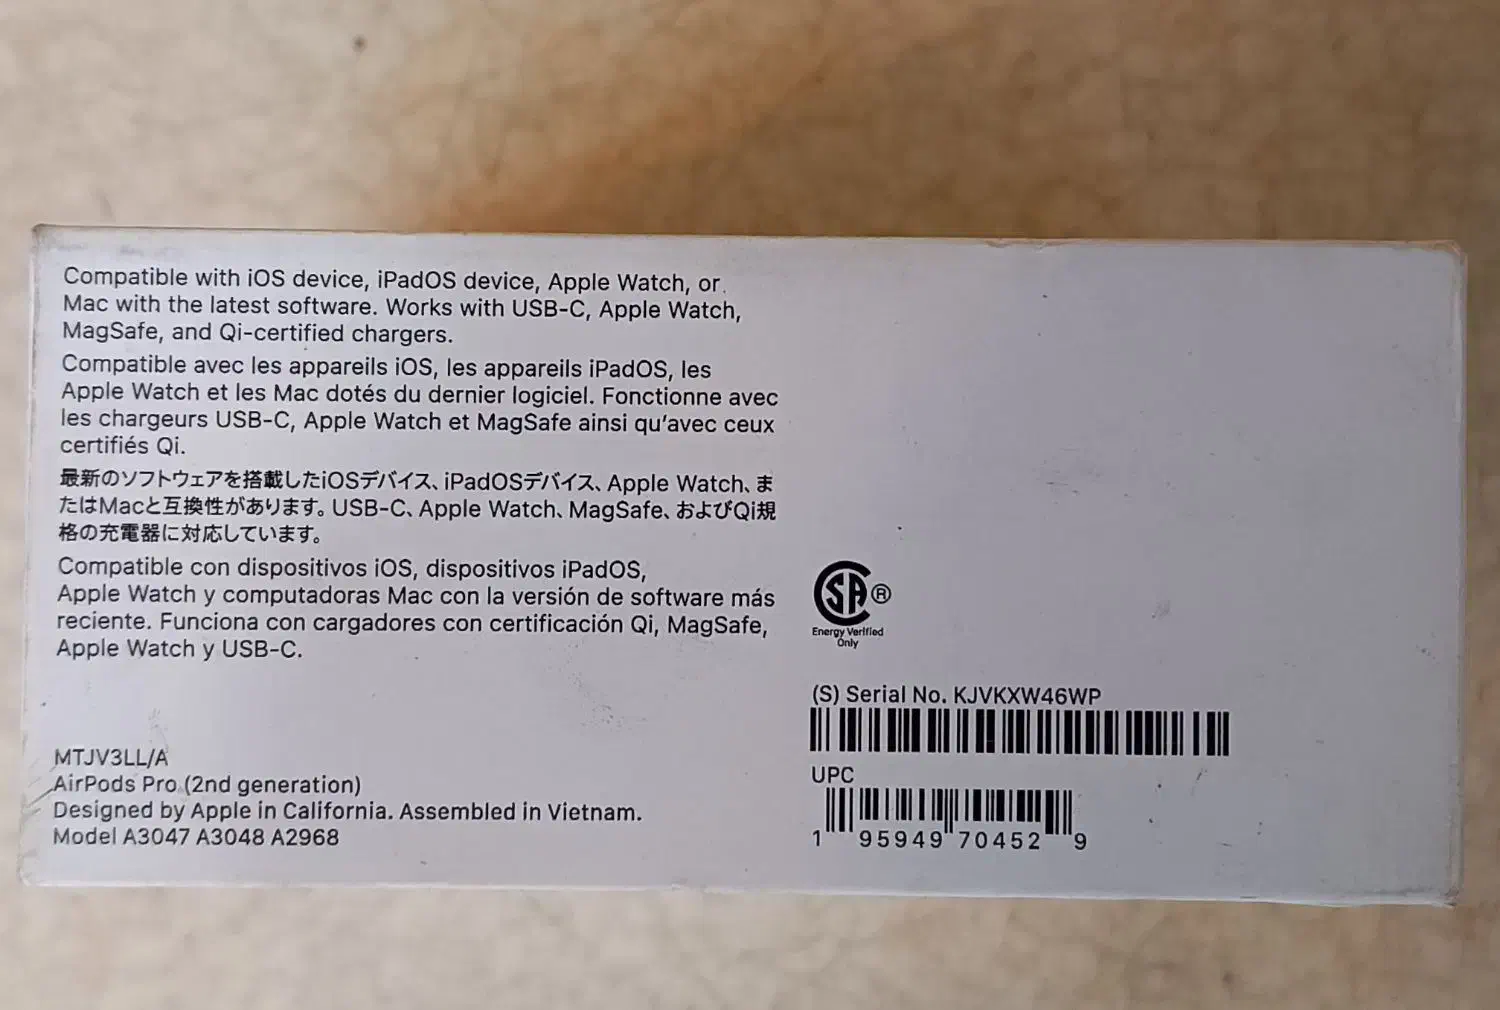 Compatible with iOS device, iPadOS device, Apple Watch, or
Mac with the latest software. Works with USB-C, Apple Watch,
MagSafe, and Qi-certified chargers.
Compatible avec les appareils iOS, les appareils iPadOS, les
Apple Watch et les Mac dotés du dernier logiciel. Fonctionne avec
les chargeurs USB-C, Apple Watch et MagSafe ainsi qu'avec ceux
certifiés Qi.
最新のソフトウェアを搭載したiOSデバイス、iPadOSデバイス、Apple Watch、ま
たはMacと互換性があります。USB-C、Apple Watch、MagSafe、およびQi規
格の充電器に対応しています。
Compatible con dispositivos iOS, dispositivos iPadOS,
Apple Watch y computadoras Mac con la versión de software más
reciente. Funciona con cargadores con certificación Qi, MagSafe,
Apple Watch y USB-C.
MTJV3LL/A
AirPods Pro (2nd generation)
Designed by Apple in California. Assembled in Vietnam.
Model A3047 A3048 A2968
SA®
Energy Verified
Only
(S) Serial No. KJVKXW46WP
UPC
1 95949 70452 9